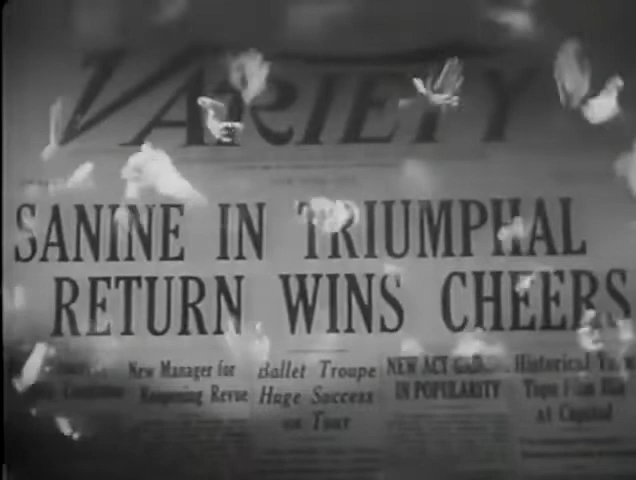 VARIETY
SANINE IN TRIUMPHAL
RETURN WINS CHEERS
New Manager for
Reopening Revue
Ballet Troupe
Huge Success
on Tour
NEW ACT
IN POPULARITY
Historical
at Capitol